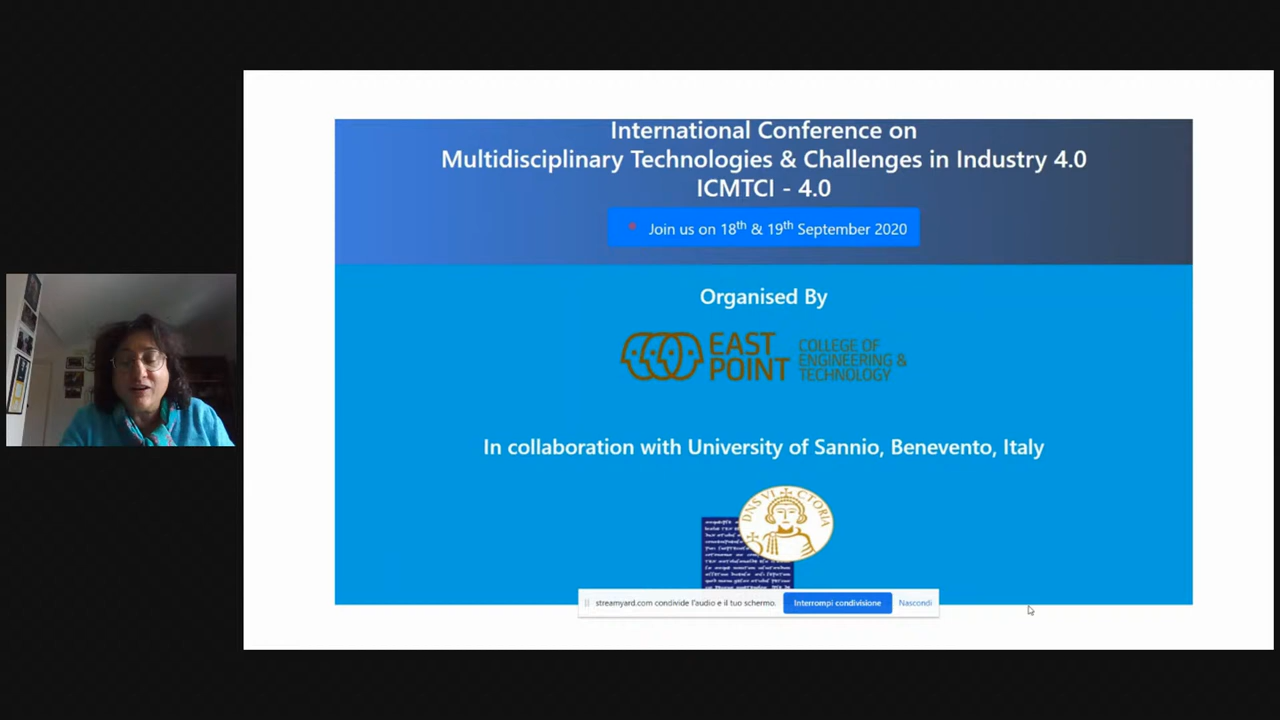 International Conference on
Multidisciplinary Technologies & Challenges in Industry 4.0
ICMTCI - 4.0
Join us on 18th & 19th September 2020
Organised By
EAST
POINT
COLLEGE OF
ENGINEERING &
TECHNOLOGY
In collaboration with University of Sannio, Benevento, Italy
DNS VICTORIA
streamyard.com condivide l'audio e il tuo schermo.
Interrompi condivisione
Nascondi